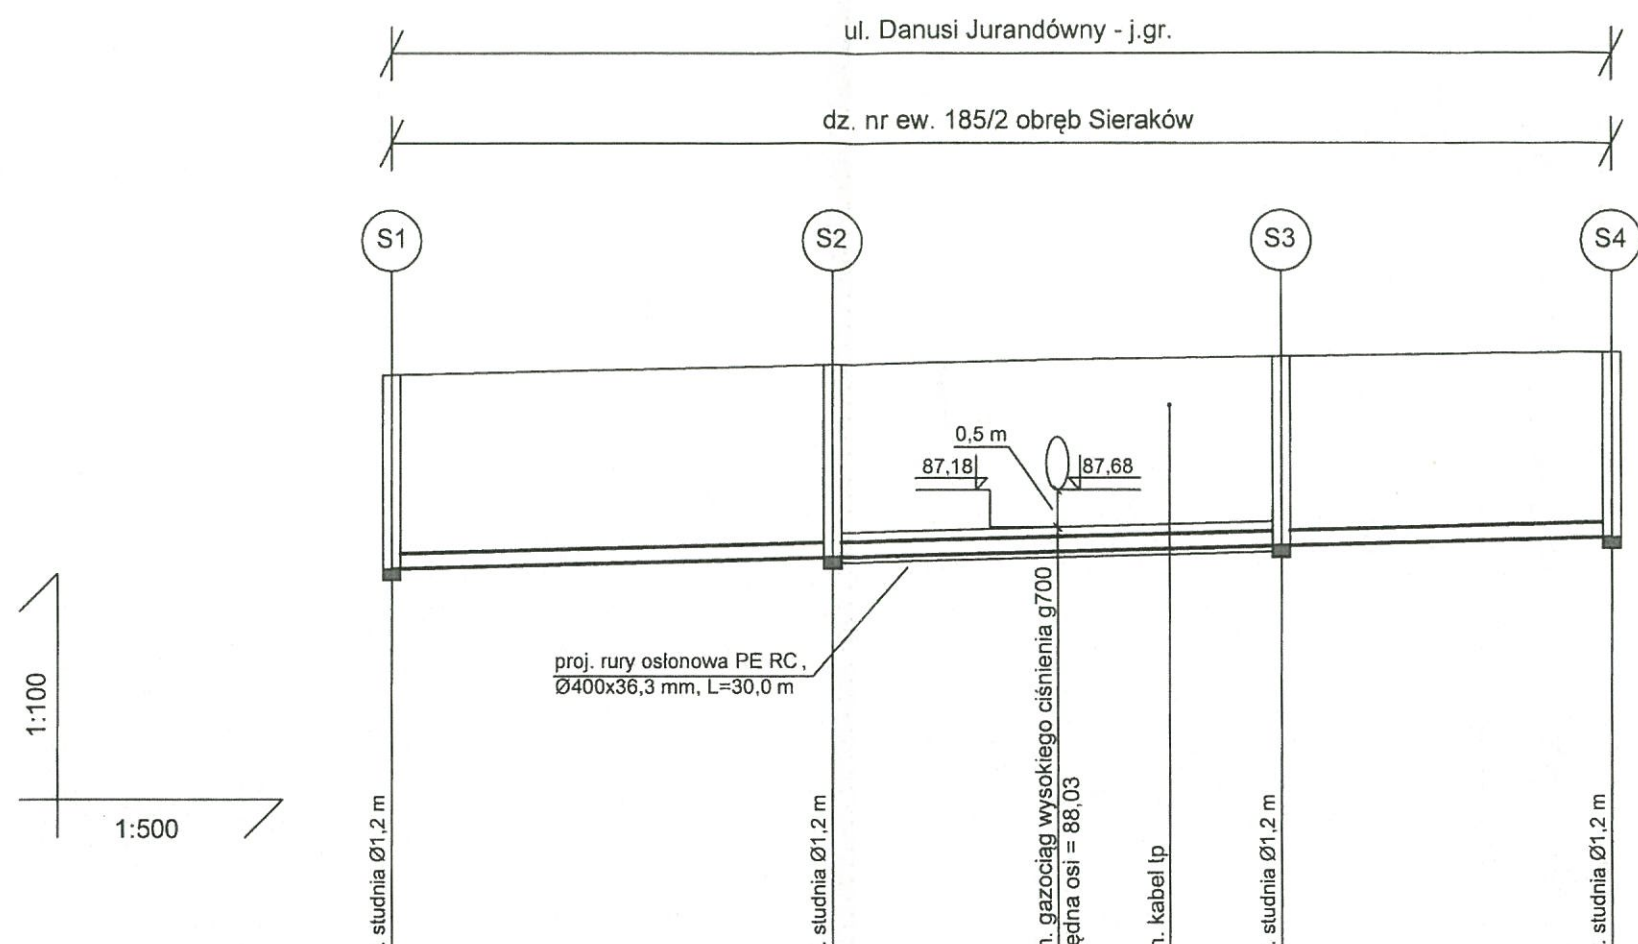 ul. Danusi Jurandówny - j.gr.
dz. nr ew. 185/2 obręb Sieraków
S1
S2
S3
S4
0,5 m
87,18
87,68
proj. rury osłonowa PE RC,
Ø400x36,3 mm, L=30,0 m
1:100
1:500
. studnia Ø1,2 m
. studnia Ø1,2 m
gazociąg wysokiego ciśnienia g700
osi = 88,03
kabel tp
. studnia Ø1,2 m
. studnia Ø1,2 m